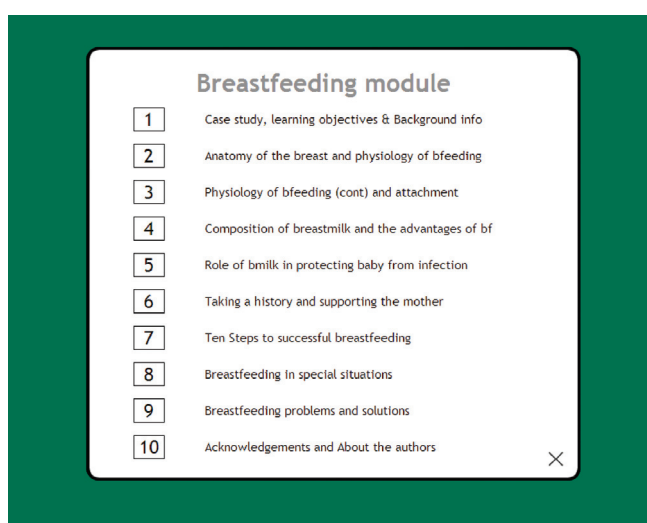 Breastfeeding module
1 Case study, learning objectives & Background info
2 Anatomy of the breast and physiology of bfeeding
3 Physiology of bfeeding (cont) and attachment
4 Composition of breastmilk and the advantages of bf
5 Role of bmilk in protecting baby from infection
6 Taking a history and supporting the mother
7 Ten Steps to successful breastfeeding
8 Breastfeeding in special situations
9 Breastfeeding problems and solutions
10 Acknowledgements and About the authors